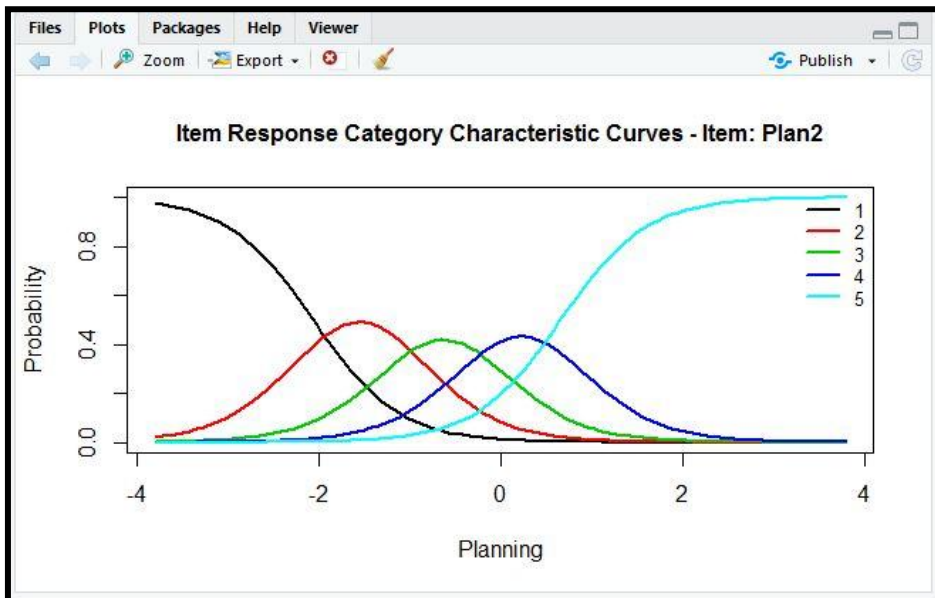 Files Plots Packages Help Viewer
Zoom Export Publish
Item Response Category Characteristic Curves - Item: Plan2
Probability
0.8
0.4
0.0
1
2
3
4
5
-4 -2 0 2 4
Planning